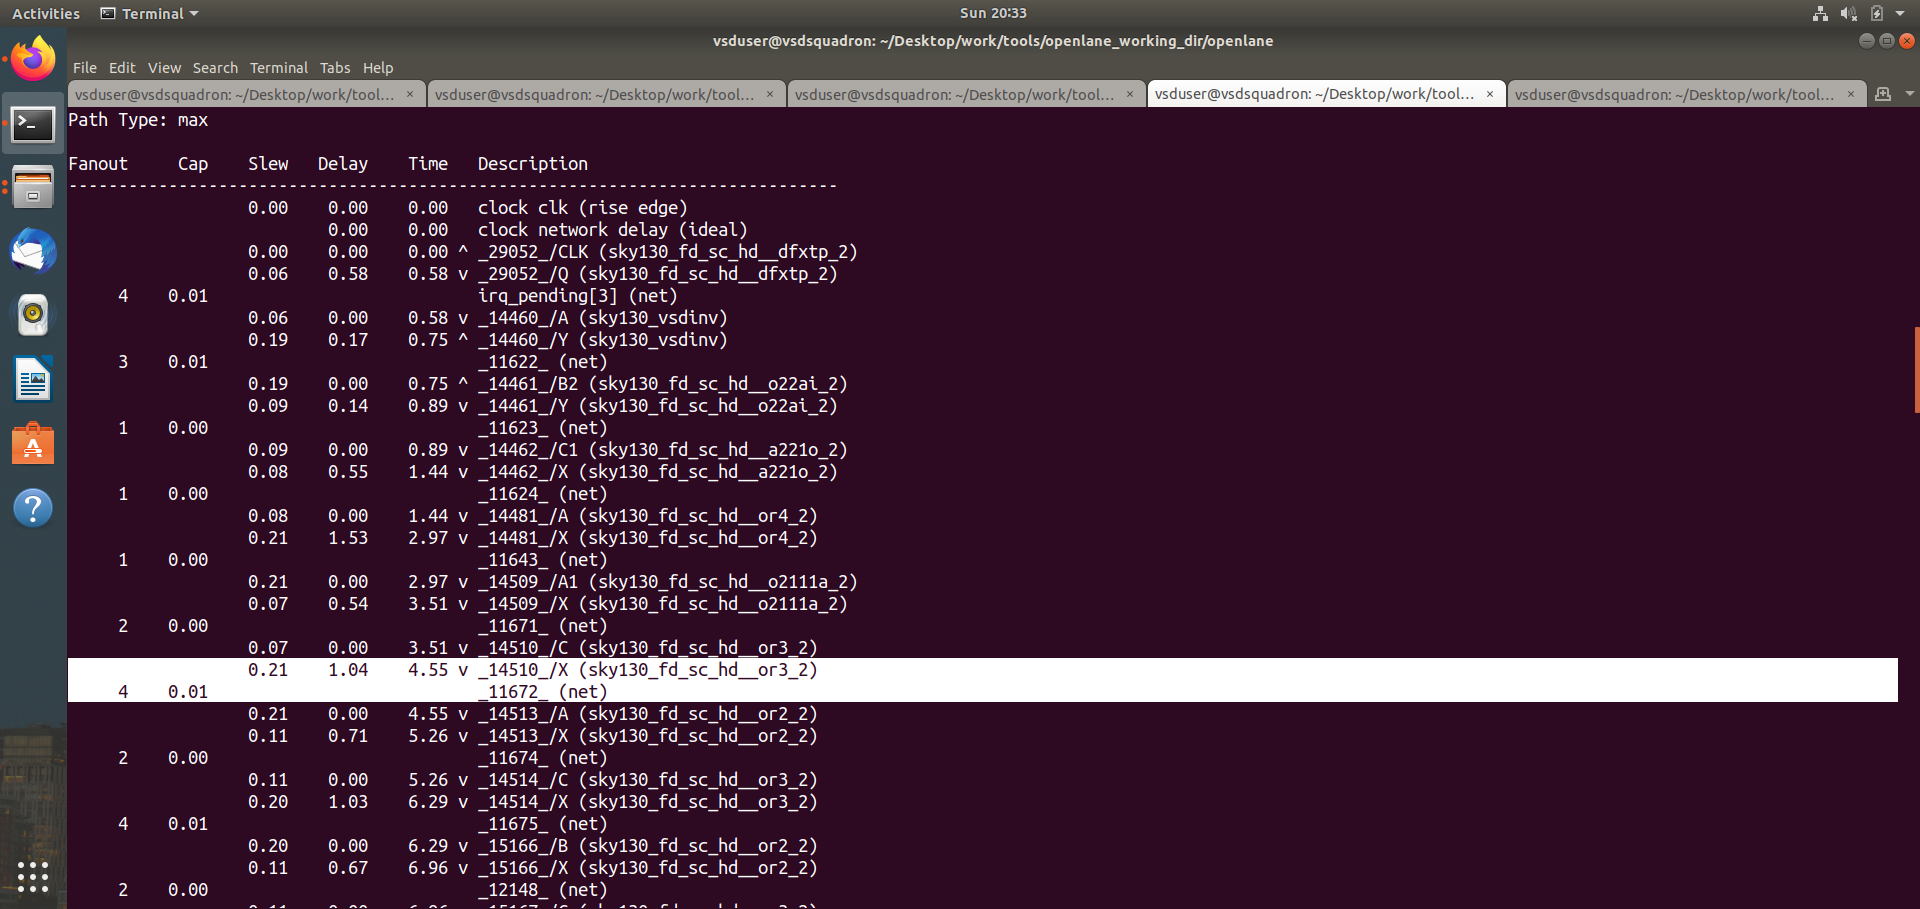 Activities Terminal Sun 20:33
vsduser@vsdsquadron: ~/Desktop/work/tools/openlane_working_dir/openlane
File Edit View Search Terminal Tabs Help
vsduser@vsdsquadron: ~/Desktop/work/tool... × vsduser@vsdsquadron: ~/Desktop/work/tool... × vsduser@vsdsquadron: ~/Desktop/work/tool... × vsduser@vsdsquadron: ~/Desktop/work/tool... × vsduser@vsdsquadron: ~/Desktop/work/tool... ×
Path Type: max
Fanout Cap Slew Delay Time Description
-----------------------------------------------------------------------------
0.00 0.00 0.00 clock clk (rise edge)
0.00 0.00 clock network delay (ideal)
0.00 0.00 0.00 ^ _29052_/CLK (sky130_fd_sc_hd__dfxtp_2)
0.06 0.58 0.58 v _29052_/Q (sky130_fd_sc_hd__dfxtp_2)
4 0.01 irq_pending[3] (net)
0.06 0.00 0.58 v _14460_/A (sky130_vsdinv)
0.19 0.17 0.75 ^ _14460_/Y (sky130_vsdinv)
3 0.01 _11622_ (net)
0.19 0.00 0.75 ^ _14461_/B2 (sky130_fd_sc_hd__o22ai_2)
0.09 0.14 0.89 v _14461_/Y (sky130_fd_sc_hd__o22ai_2)
1 0.00 _11623_ (net)
0.09 0.00 0.89 v _14462_/C1 (sky130_fd_sc_hd__a221o_2)
0.08 0.55 1.44 v _14462_/X (sky130_fd_sc_hd__a221o_2)
1 0.00 _11624_ (net)
0.08 0.00 1.44 v _14481_/A (sky130_fd_sc_hd__or4_2)
0.21 1.53 2.97 v _14481_/X (sky130_fd_sc_hd__or4_2)
1 0.00 _11643_ (net)
0.21 0.00 2.97 v _14509_/A1 (sky130_fd_sc_hd__o2111a_2)
0.07 0.54 3.51 v _14509_/X (sky130_fd_sc_hd__o2111a_2)
2 0.00 _11671_ (net)
0.07 0.00 3.51 v _14510_/C (sky130_fd_sc_hd__or3_2)
0.21 1.04 4.55 v _14510_/X (sky130_fd_sc_hd__or3_2)
4 0.01 _11672_ (net)
0.21 0.00 4.55 v _14513_/A (sky130_fd_sc_hd__or2_2)
0.11 0.71 5.26 v _14513_/X (sky130_fd_sc_hd__or2_2)
2 0.00 _11674_ (net)
0.11 0.00 5.26 v _14514_/C (sky130_fd_sc_hd__or3_2)
0.20 1.03 6.29 v _14514_/X (sky130_fd_sc_hd__or3_2)
4 0.01 _11675_ (net)
0.20 0.00 6.29 v _15166_/B (sky130_fd_sc_hd__or2_2)
0.11 0.67 6.96 v _15166_/X (sky130_fd_sc_hd__or2_2)
2 0.00 _12148_ (net)